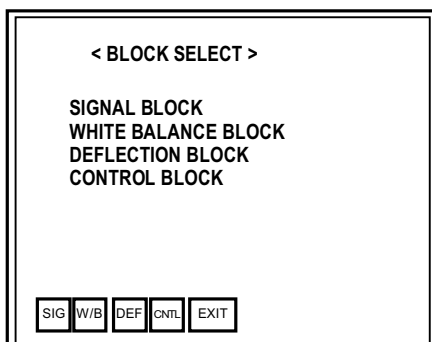 < BLOCK SELECT >
SIGNAL BLOCK
WHITE BALANCE BLOCK
DEFLECTION BLOCK
CONTROL BLOCK
SIG W/B DEF CNTL EXIT